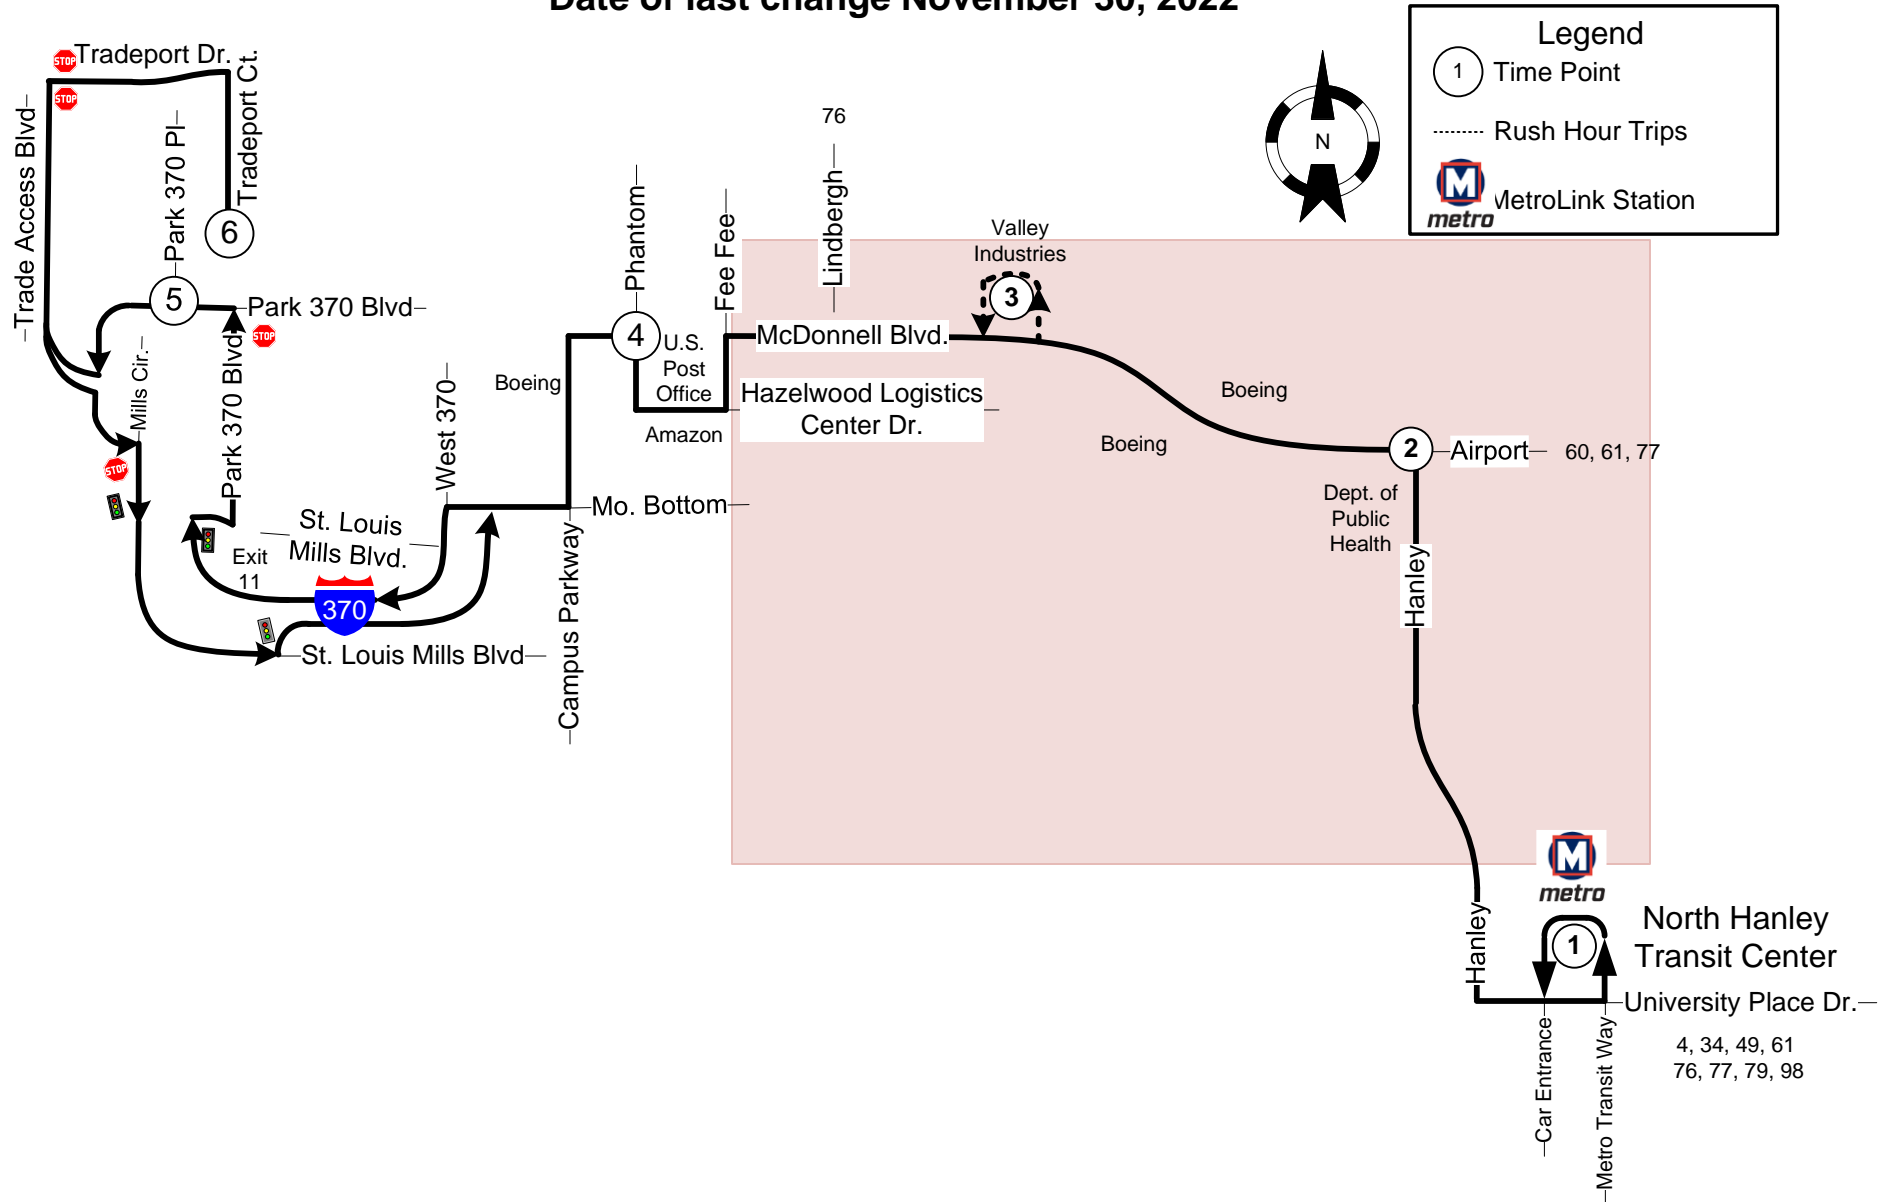 Date of last change November 30, 2022
Legend
1
Time Point
Rush Hour Trips
M
metro
MetroLink Station
N
STOP
Tradeport Dr.
STOP
Tradeport Ct.
Trade Access Blvd
Park 370 Pl
6
5
Park 370 Blvd
STOP
Mills Cir.
Park 370 Blvd
STOP
West 370
St. Louis
Mills Blvd.
Exit
11
370
St. Louis Mills Blvd
Boeing
Campus Parkway
Mo. Bottom
Phantom
4
U.S.
Post
Office
Amazon
Fee Fee
76
Lindbergh
McDonnell Blvd.
Hazelwood Logistics
Center Dr.
Valley
Industries
3
Boeing
Boeing
2
Airport
60, 61, 77
Dept. of
Public
Health
Hanley
M
metro
Hanley
1
North Hanley
Transit Center
University Place Dr.
4, 34, 49, 61
76, 77, 79, 98
Car Entrance
Metro Transit Way